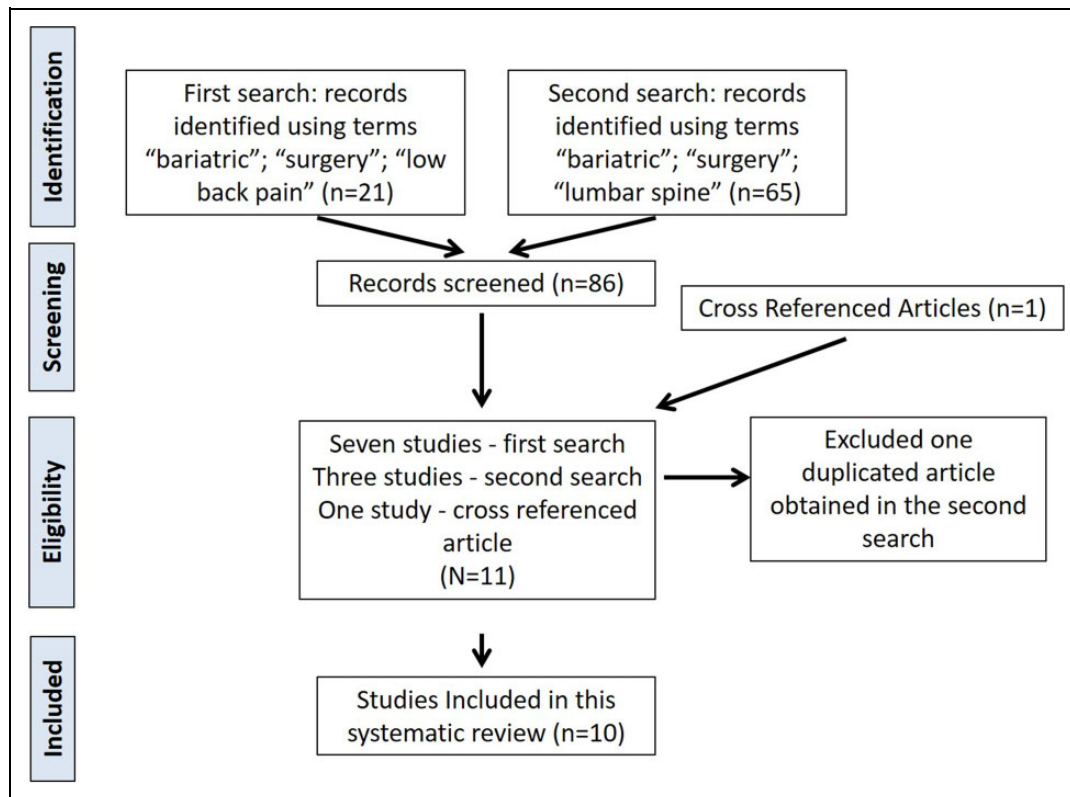 Identification
First search: records
identified using terms
“bariatric”; “surgery”; “low
back pain” (n=21)
Second search: records
identified using terms
“bariatric”; “surgery”;
“lumbar spine” (n=65)
Screening
Records screened (n=86)
Cross Referenced Articles (n=1)
Eligibility
Seven studies - first search
Three studies - second search
One study - cross referenced
article
(N=11)
Excluded one
duplicated article
obtained in the second
search
Included
Studies Included in this
systematic review (n=10)